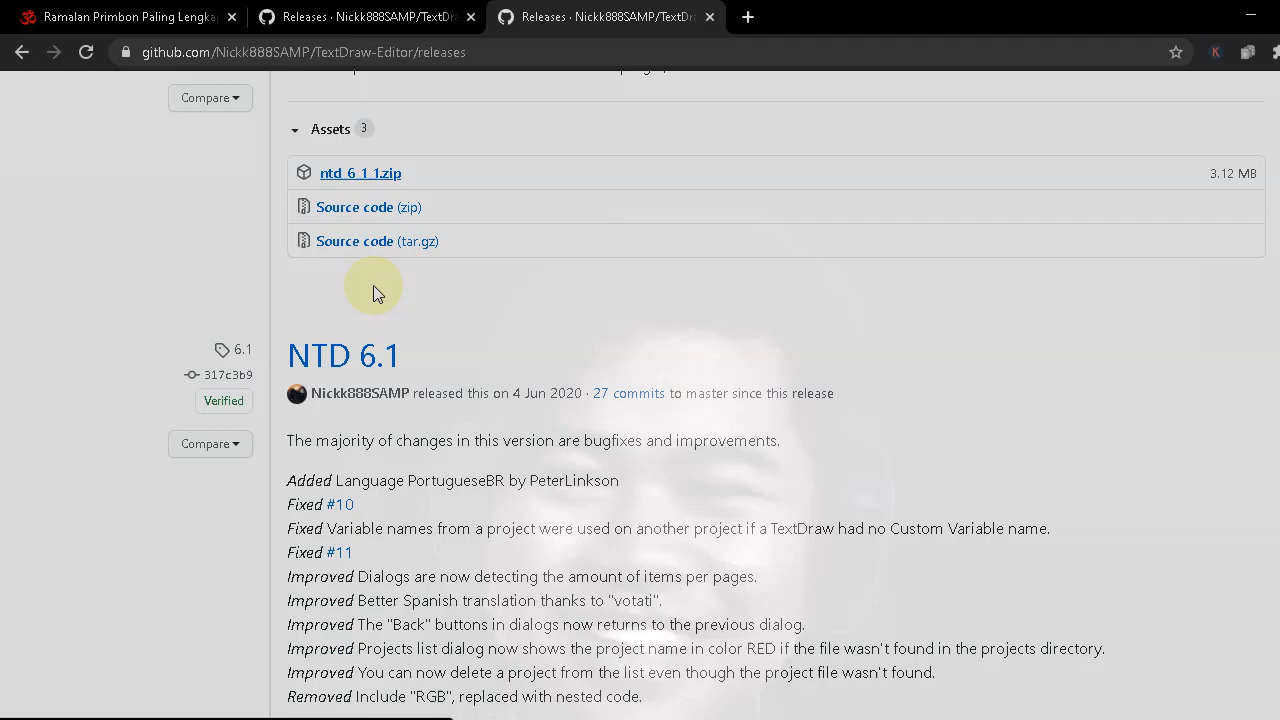 Ramalan Primbon Paling Lengka
Releases · Nickk888SAMP/TextDra
Releases · Nickk888SAMP/TextDra
github.com/Nickk888SAMP/TextDraw-Editor/releases
Compare
Assets 3
ntd_6_1_1.zip 3.12 MB
Source code (zip)
Source code (tar.gz)
6.1
317c3b9
Verified
Compare
NTD 6.1
Nickk888SAMP released this on 4 Jun 2020 · 27 commits to master since this release
The majority of changes in this version are bugfixes and improvements.
Added Language PortugueseBR by PeterLinkson
Fixed #10
Fixed Variable names from a project were used on another project if a TextDraw had no Custom Variable name.
Fixed #11
Improved Dialogs are now detecting the amount of items per pages.
Improved Better Spanish translation thanks to "votati".
Improved The "Back" buttons in dialogs now returns to the previous dialog.
Improved Projects list dialog now shows the project name in color RED if the file wasn't found in the projects directory.
Improved You can now delete a project from the list even though the project file wasn't found.
Removed Include "RGB", replaced with nested code.